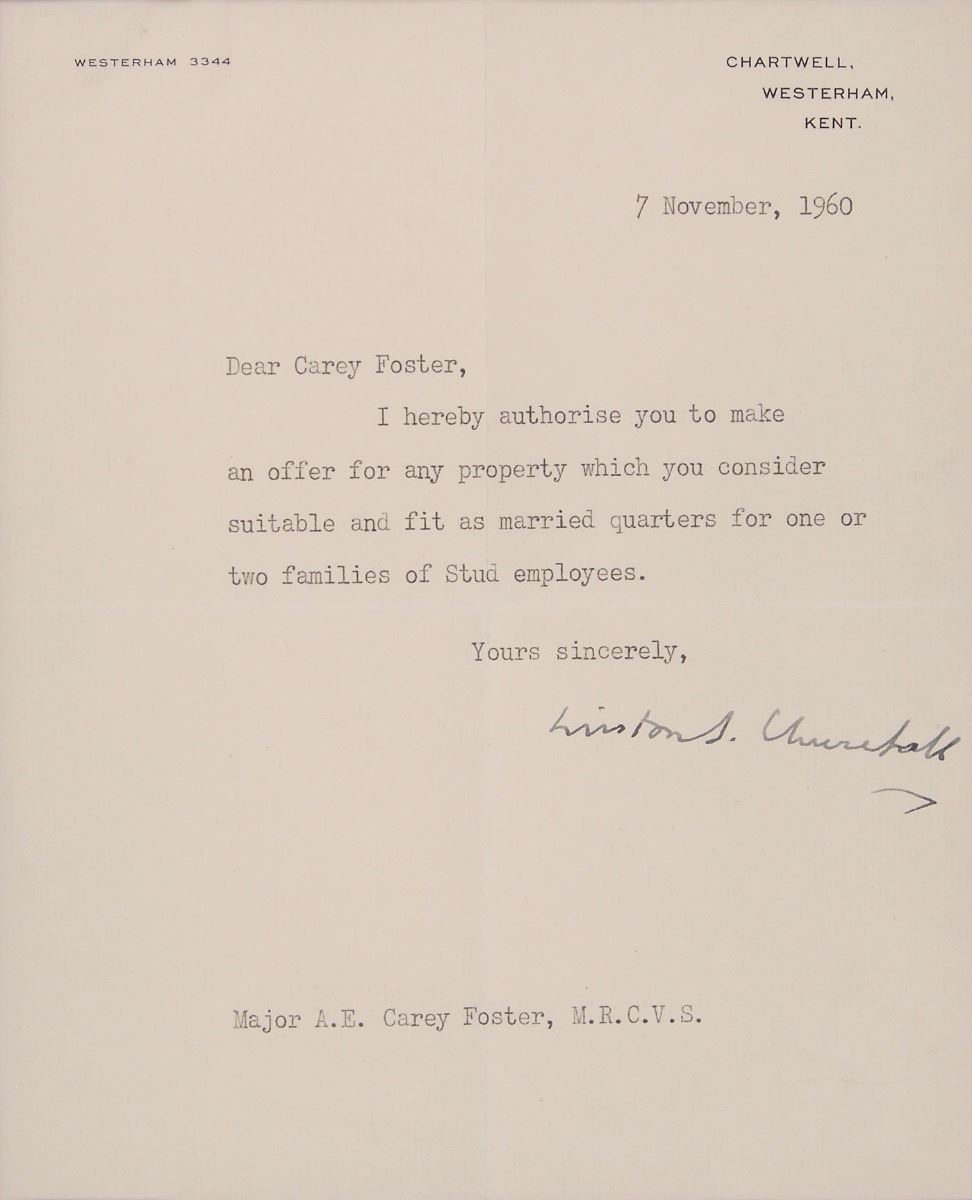 WESTERHAM 3344
CHARTWELL,
WESTERHAM,
KENT.
7 November, 1960
Dear Carey Foster,
I hereby authorise you to make
an offer for any property which you consider
suitable and fit as married quarters for one or
two families of Stud employees.
Yours sincerely,
Winston S. Churchill
Major A.E. Carey Foster, M.R.C.V.S.